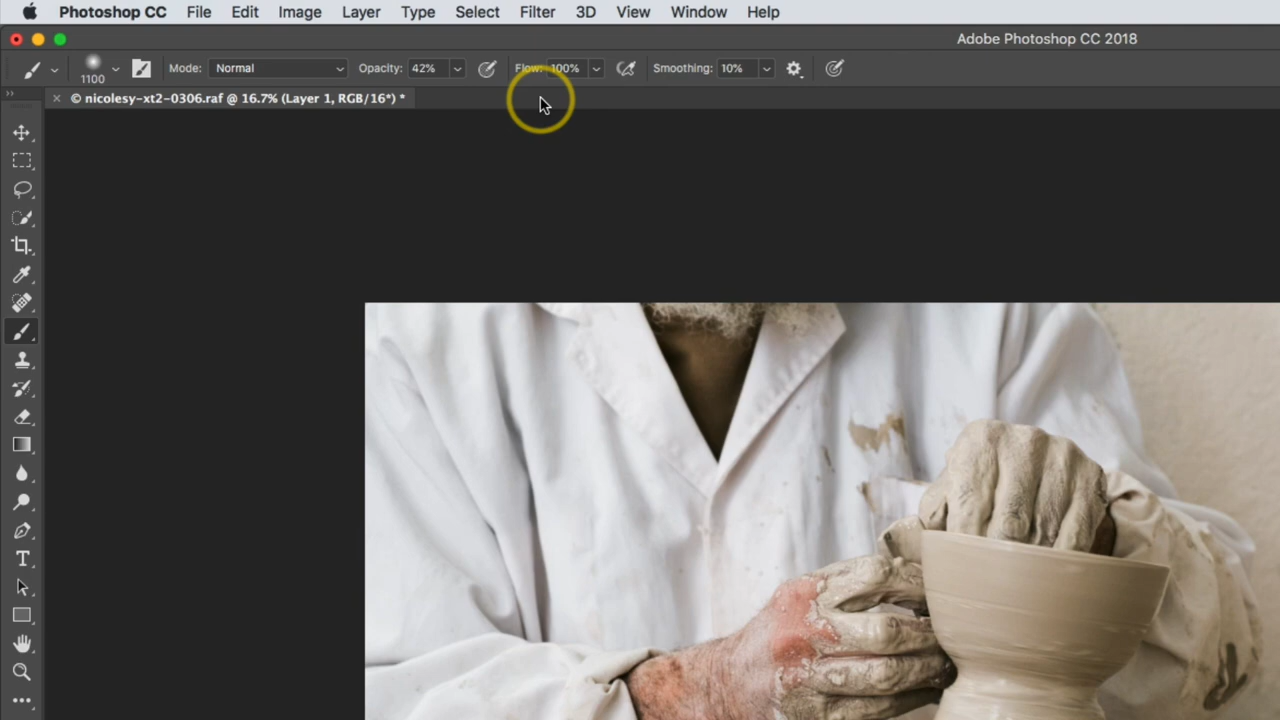 Photoshop CC File Edit Image Layer Type Select Filter 3D View Window Help
Adobe Photoshop CC 2018
1100 Mode: Normal Opacity: 42% Flow: 100% Smoothing: 10%
× © nicolesy-xt2-0306.raf @ 16.7% (Layer 1, RGB/16*) *
T